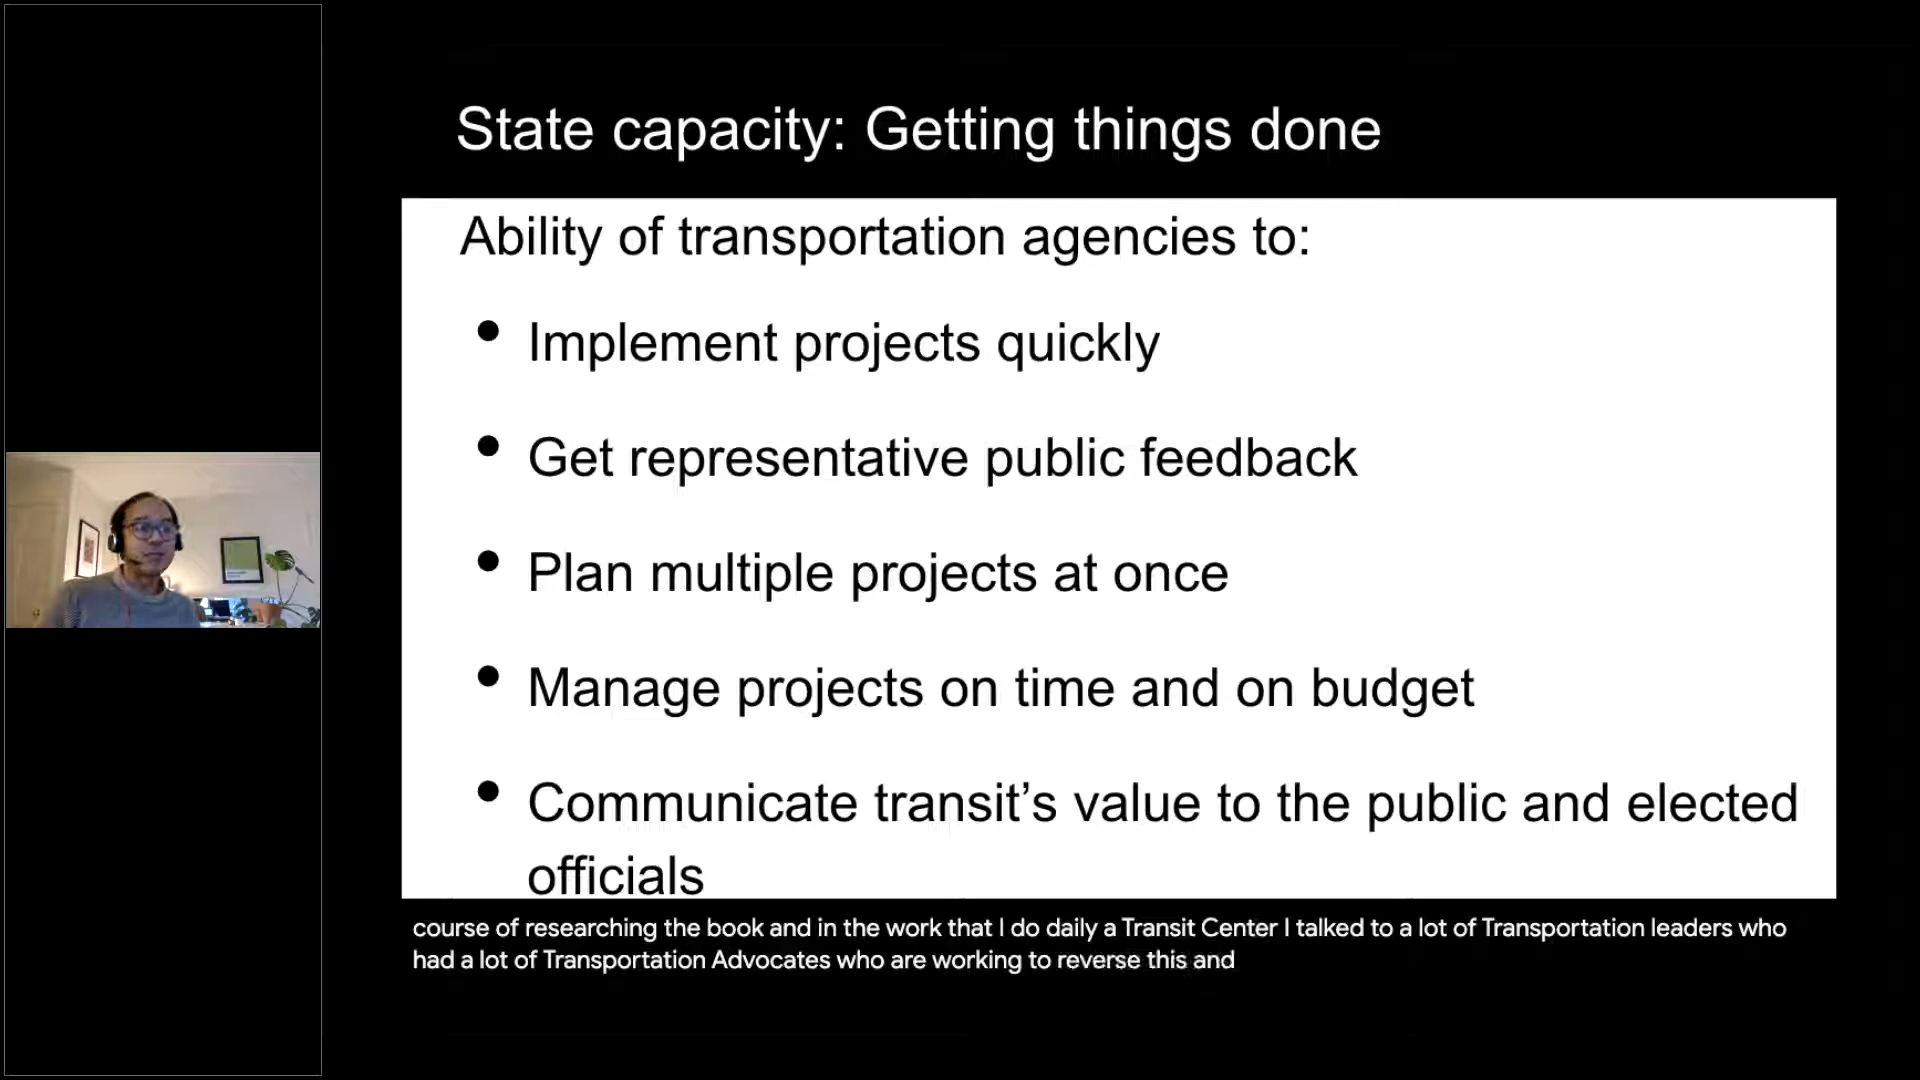 State capacity: Getting things done
Ability of transportation agencies to:
• Implement projects quickly
• Get representative public feedback
• Plan multiple projects at once
• Manage projects on time and on budget
• Communicate transit’s value to the public and elected
officials
course of researching the book and in the work that I do daily a Transit Center I talked to a lot of Transportation leaders who
had a lot of Transportation Advocates who are working to reverse this and